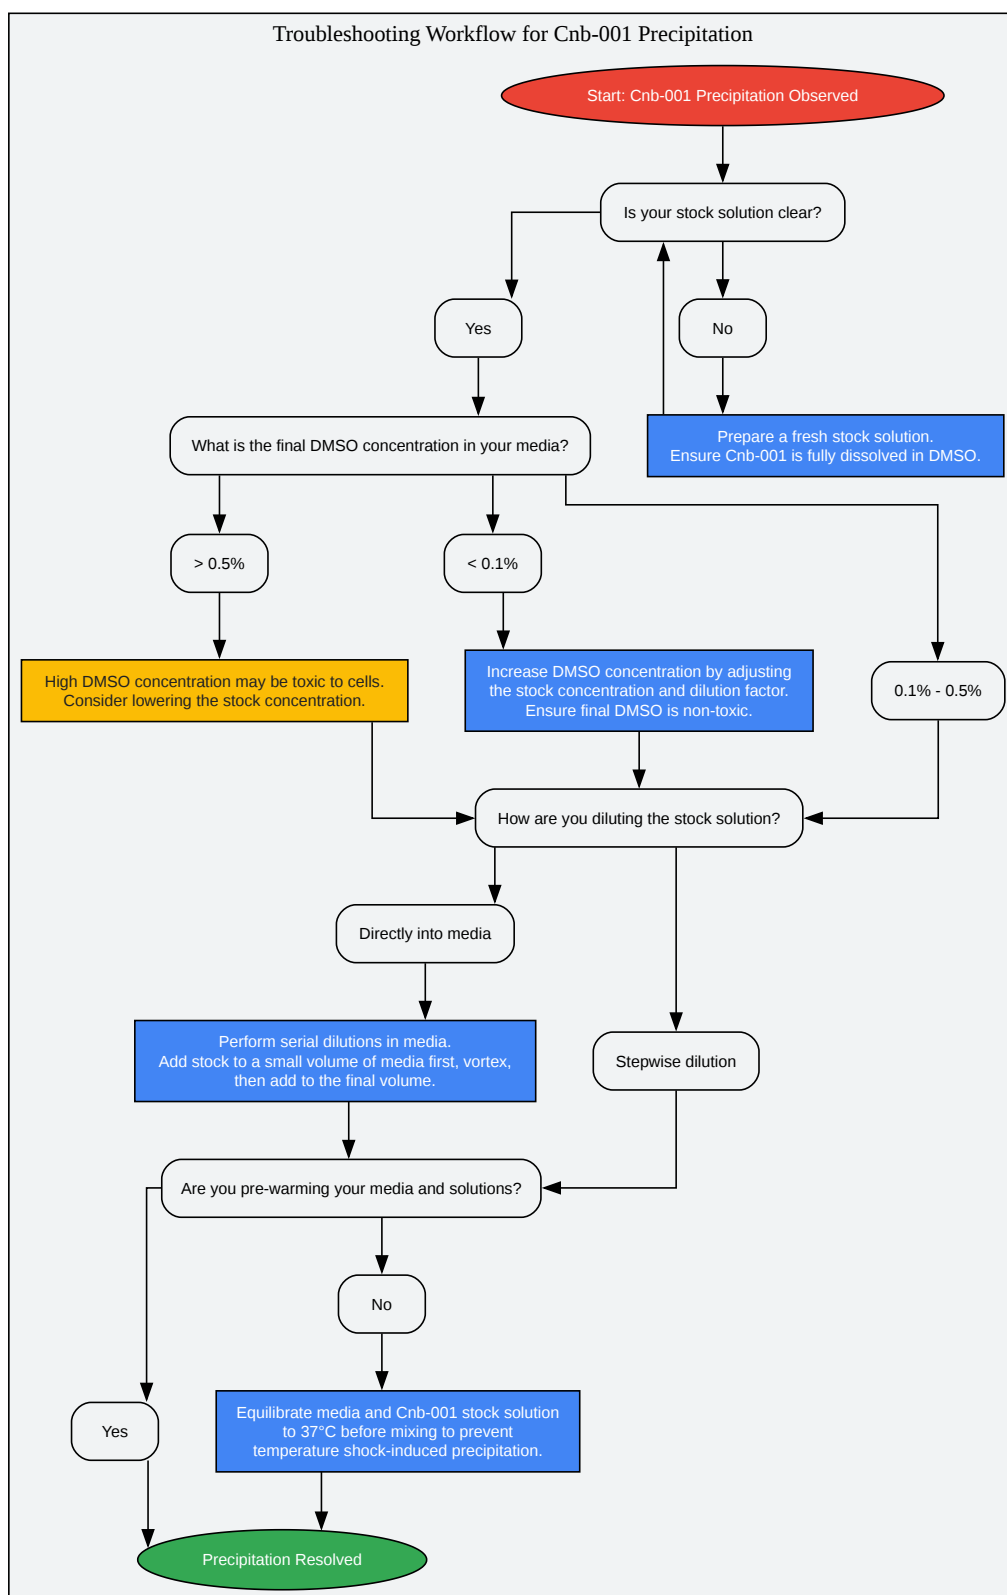 Troubleshooting Workflow for Cnb-001 Precipitation
Start: Cnb-001 Precipitation Observed
Is your stock solution clear?
Yes
No
What is the final DMSO concentration in your media?
Prepare a fresh stock solution.
Ensure Cnb-001 is fully dissolved in DMSO.
> 0.5%
< 0.1%
High DMSO concentration may be toxic to cells.
Consider lowering the stock concentration.
Increase DMSO concentration by adjusting
the stock concentration and dilution factor.
Ensure final DMSO is non-toxic.
0.1% - 0.5%
How are you diluting the stock solution?
Directly into media
Perform serial dilutions in media.
Add stock to a small volume of media first, vortex,
then add to the final volume.
Stepwise dilution
Are you pre-warming your media and solutions?
No
Yes
Equilibrate media and Cnb-001 stock solution
to 37°C before mixing to prevent
temperature shock-induced precipitation.
Precipitation Resolved